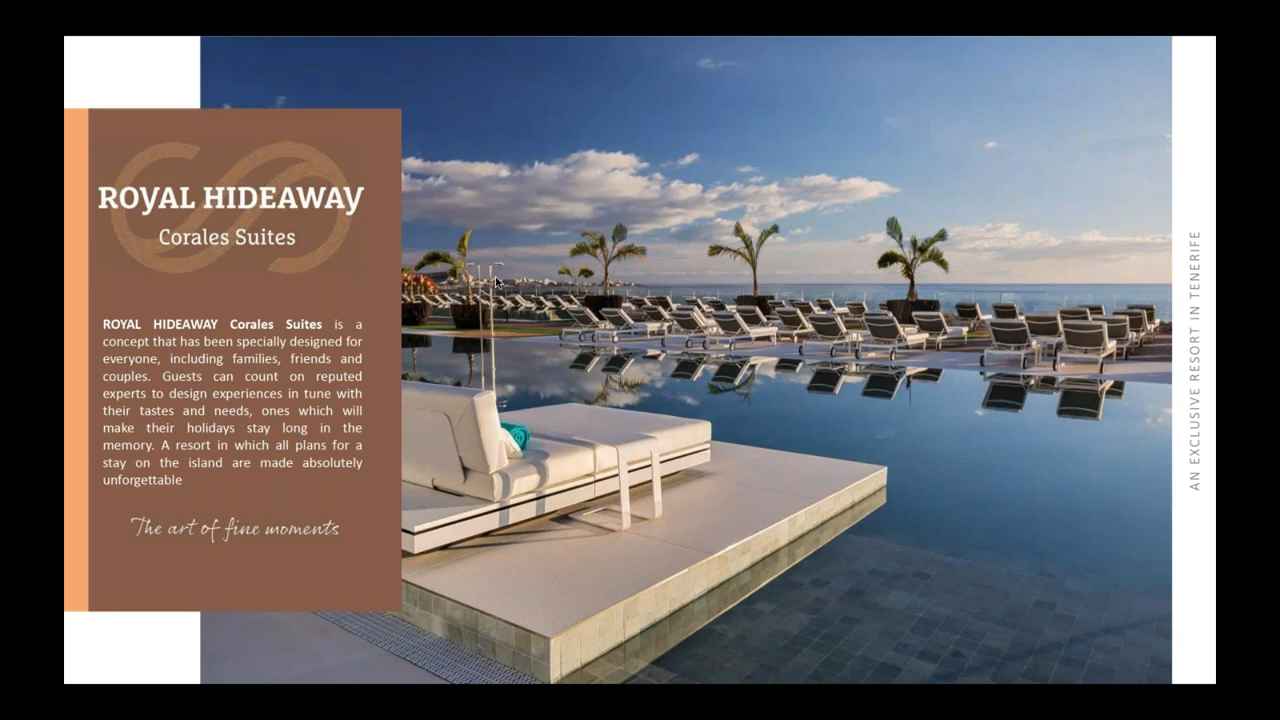 ROYAL HIDEAWAY
Corales Suites
ROYAL HIDEAWAY Corales Suites is a
concept that has been specially designed for
everyone, including families, friends and
couples. Guests can count on reputed
experts to design experiences in tune with
their tastes and needs, ones which will
make their holidays stay long in the
memory. A resort in which all plans for a
stay on the island are made absolutely
unforgettable
The art of fine moments
AN EXCLUSIVE RESORT IN TENERIFE